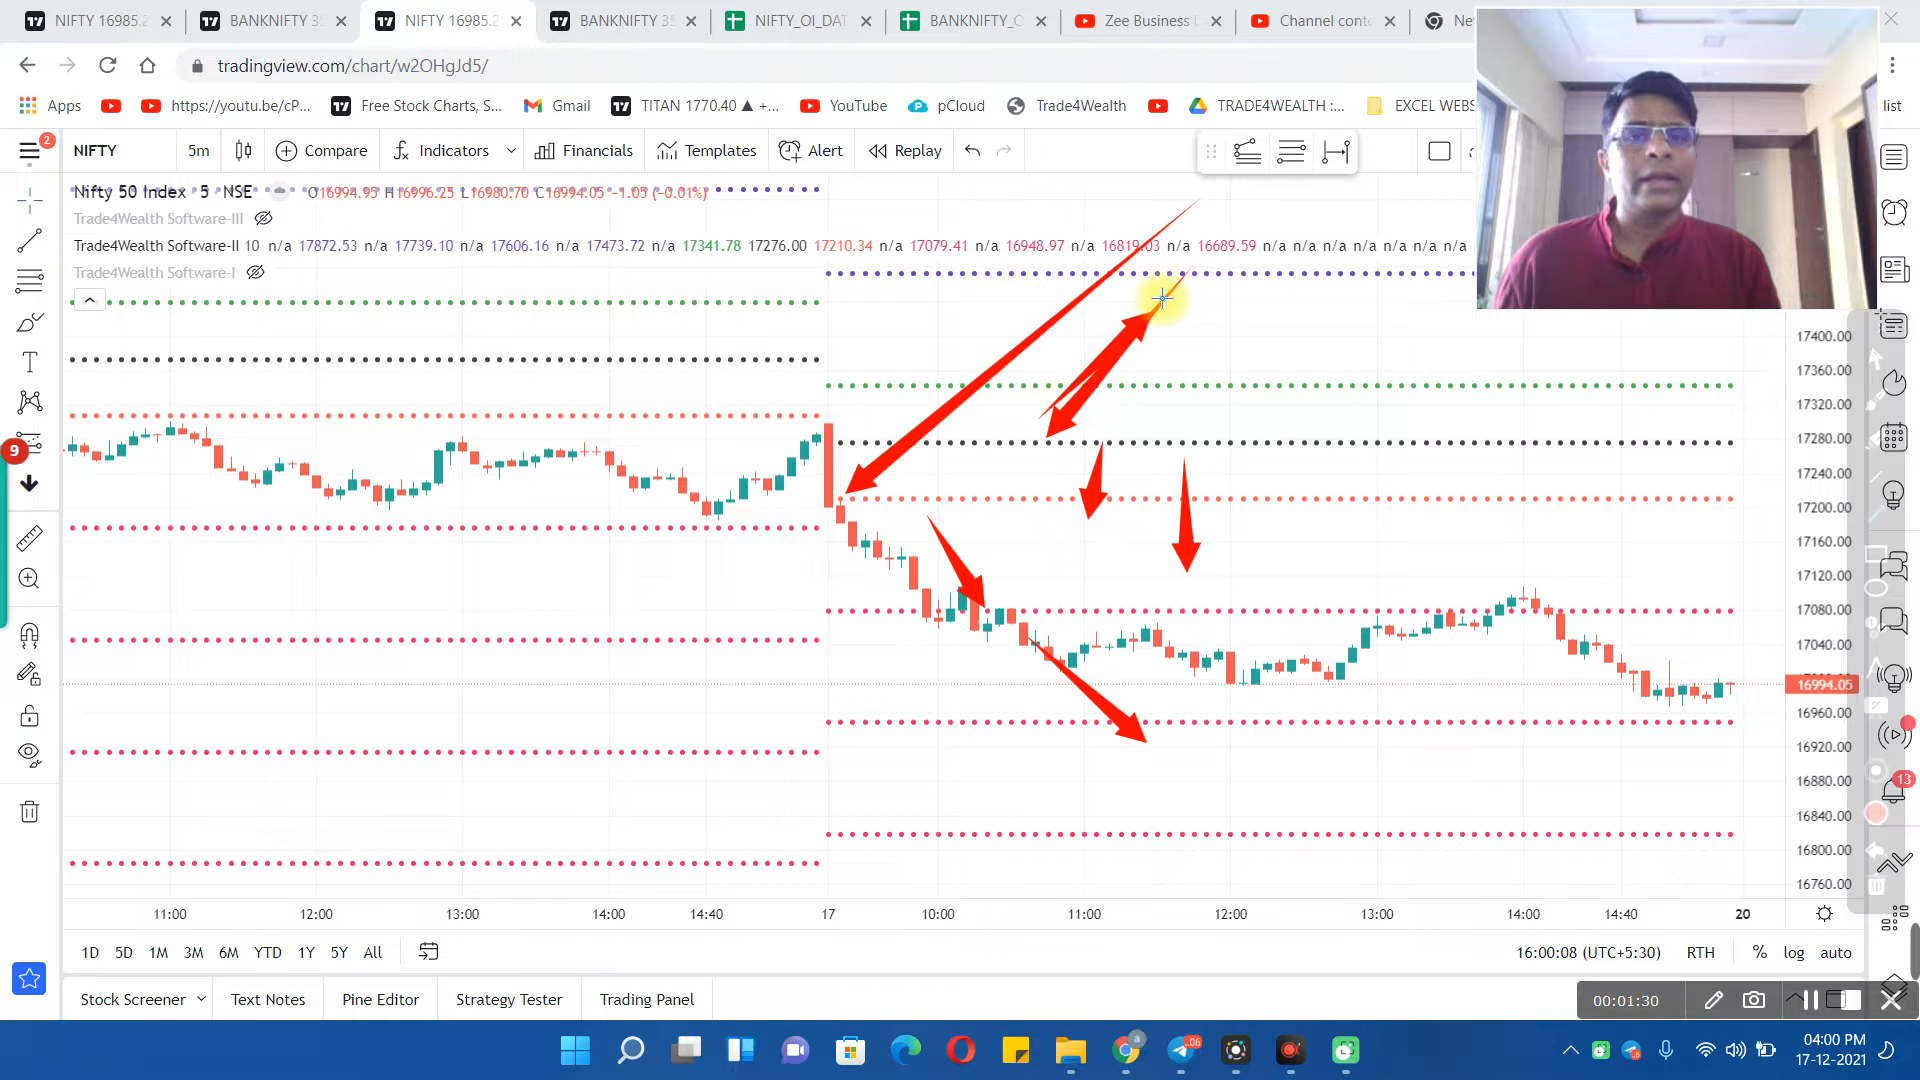 NIFTY 16985.2
BANKNIFTY 35
NIFTY 16985.2
BANKNIFTY 35
NIFTY_OI_DAT
BANKNIFTY_O
Zee Business L
Channel conte
Ne
tradingview.com/chart/w2OHgJd5/
Apps
https://youtu.be/cP...
Free Stock Charts, S...
Gmail
TITAN 1770.40 ▲ +...
YouTube
pCloud
Trade4Wealth
TRADE4WEALTH :...
EXCEL WEBS
list
2
NIFTY
5m
Compare
Indicators
Financials
Templates
Alert
Replay
Nifty 50 Index · 5 · NSE O16994.95 H16996.25 L16980.70 C16994.05 −1.05 (−0.01%)
Trade4Wealth Software-III
Trade4Wealth Software-II 10 n/a 17872.53 n/a 17739.10 n/a 17606.16 n/a 17473.72 n/a 17341.78 17276.00 17210.34 n/a 17079.41 n/a 16948.97 n/a 16819.03 n/a 16689.59 n/a n/a n/a n/a n/a n/a n/a
Trade4Wealth Software-I
17400.00
17360.00
17320.00
17280.00
17240.00
17200.00
17160.00
17120.00
17080.00
17040.00
16994.05
16960.00
16920.00
16880.00
16840.00
16800.00
16760.00
9
13
11:00
12:00
13:00
14:00
14:40
17
10:00
11:00
12:00
13:00
14:00
14:40
20
1D 5D 1M 3M 6M YTD 1Y 5Y All
16:00:08 (UTC+5:30) RTH % log auto
Stock Screener
Text Notes
Pine Editor
Strategy Tester
Trading Panel
00:01:30
04:00 PM
17-12-2021